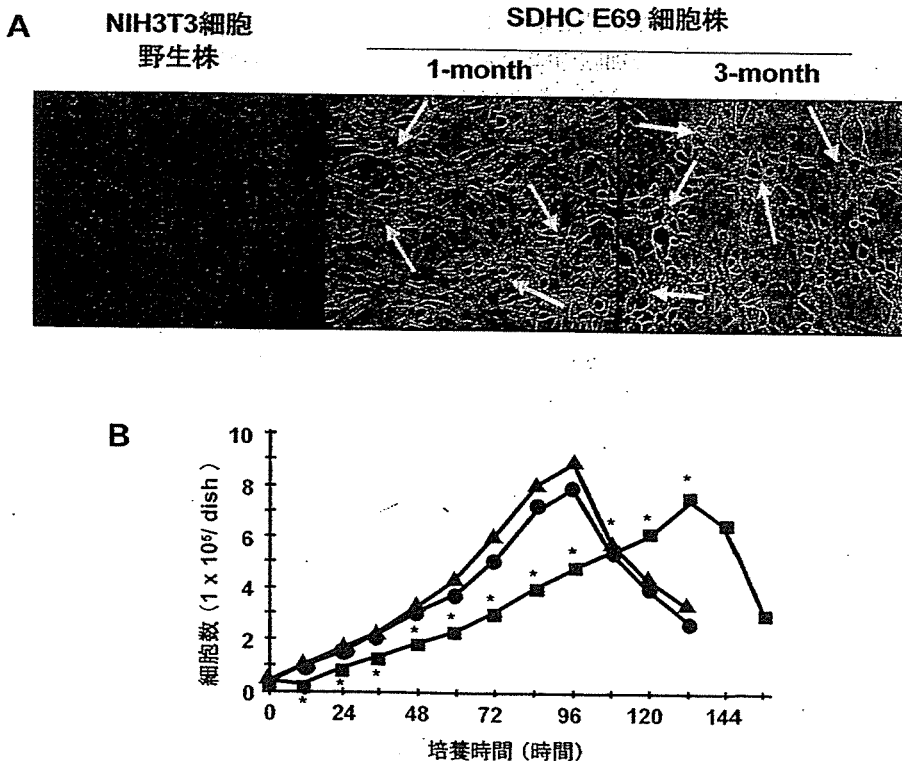 A
NIH3T3細胞
野生株
SDHC E69 細胞株
1-month
3-month
B
細胞数 (1 x 10⁵/ dish )
10
8
6
4
2
0
0 24 48 72 96 120 144
* * * * * * * * * * *
培養時間 (時間)